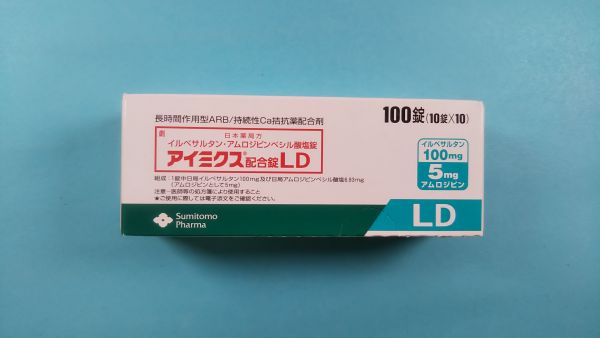 長時間作用型ARB/持続性Ca拮抗薬配合剤
100錠(10錠×10)
劇
日本薬局方
イルベサルタン・アムロジピンベシル酸塩錠
アイミクス®配合錠LD
組成:1錠中日局イルベサルタン100mg及び日局アムロジピンベシル酸塩6.93mg
(アムロジピンとして5mg)
注意-医師等の処方箋により使用すること
★ご使用に際しては電子添文をご確認ください。
イルベサルタン
100mg
5mg
アムロジピン
Sumitomo
Pharma
LD